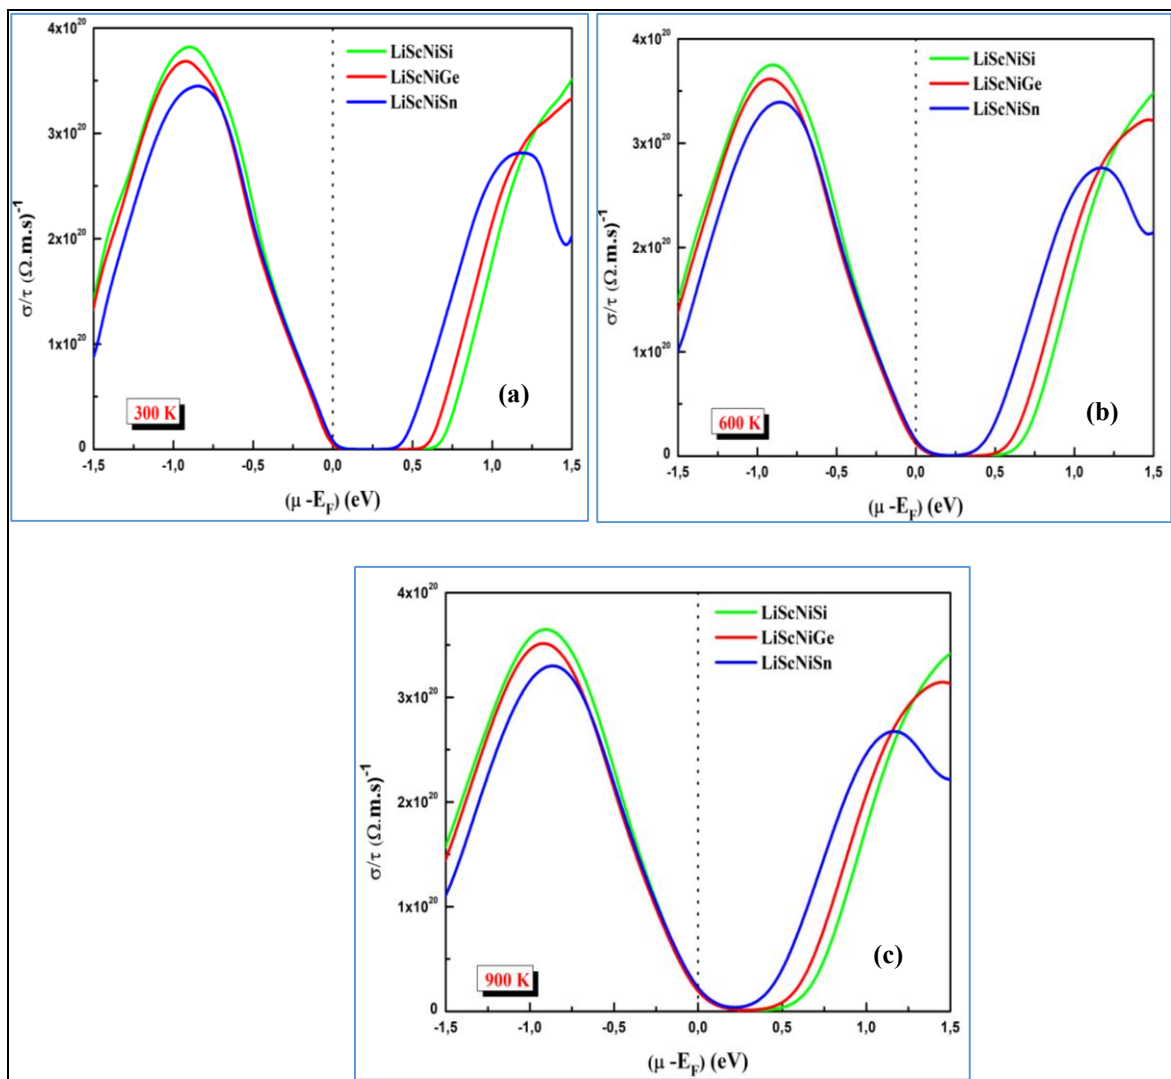 4x10²⁰
LiScNiSi
LiScNiGe
LiScNiSn
3x10²⁰
2x10²⁰
1x10²⁰
0
σ/τ (Ω.m.s)⁻¹
300 K
(a)
-1,5 -1,0 -0,5 0,0 0,5 1,0 1,5
(μ -E_F) (eV)
4x10²⁰
LiScNiSi
LiScNiGe
LiScNiSn
3x10²⁰
2x10²⁰
1x10²⁰
0
σ/τ (Ω.m.s)⁻¹
600 K
(b)
-1,5 -1,0 -0,5 0,0 0,5 1,0 1,5
(μ -E_F) (eV)
4x10²⁰
LiScNiSi
LiScNiGe
LiScNiSn
3x10²⁰
2x10²⁰
1x10²⁰
0
σ/τ (Ω.m.s)⁻¹
900 K
(c)
-1,5 -1,0 -0,5 0,0 0,5 1,0 1,5
(μ -E_F) (eV)